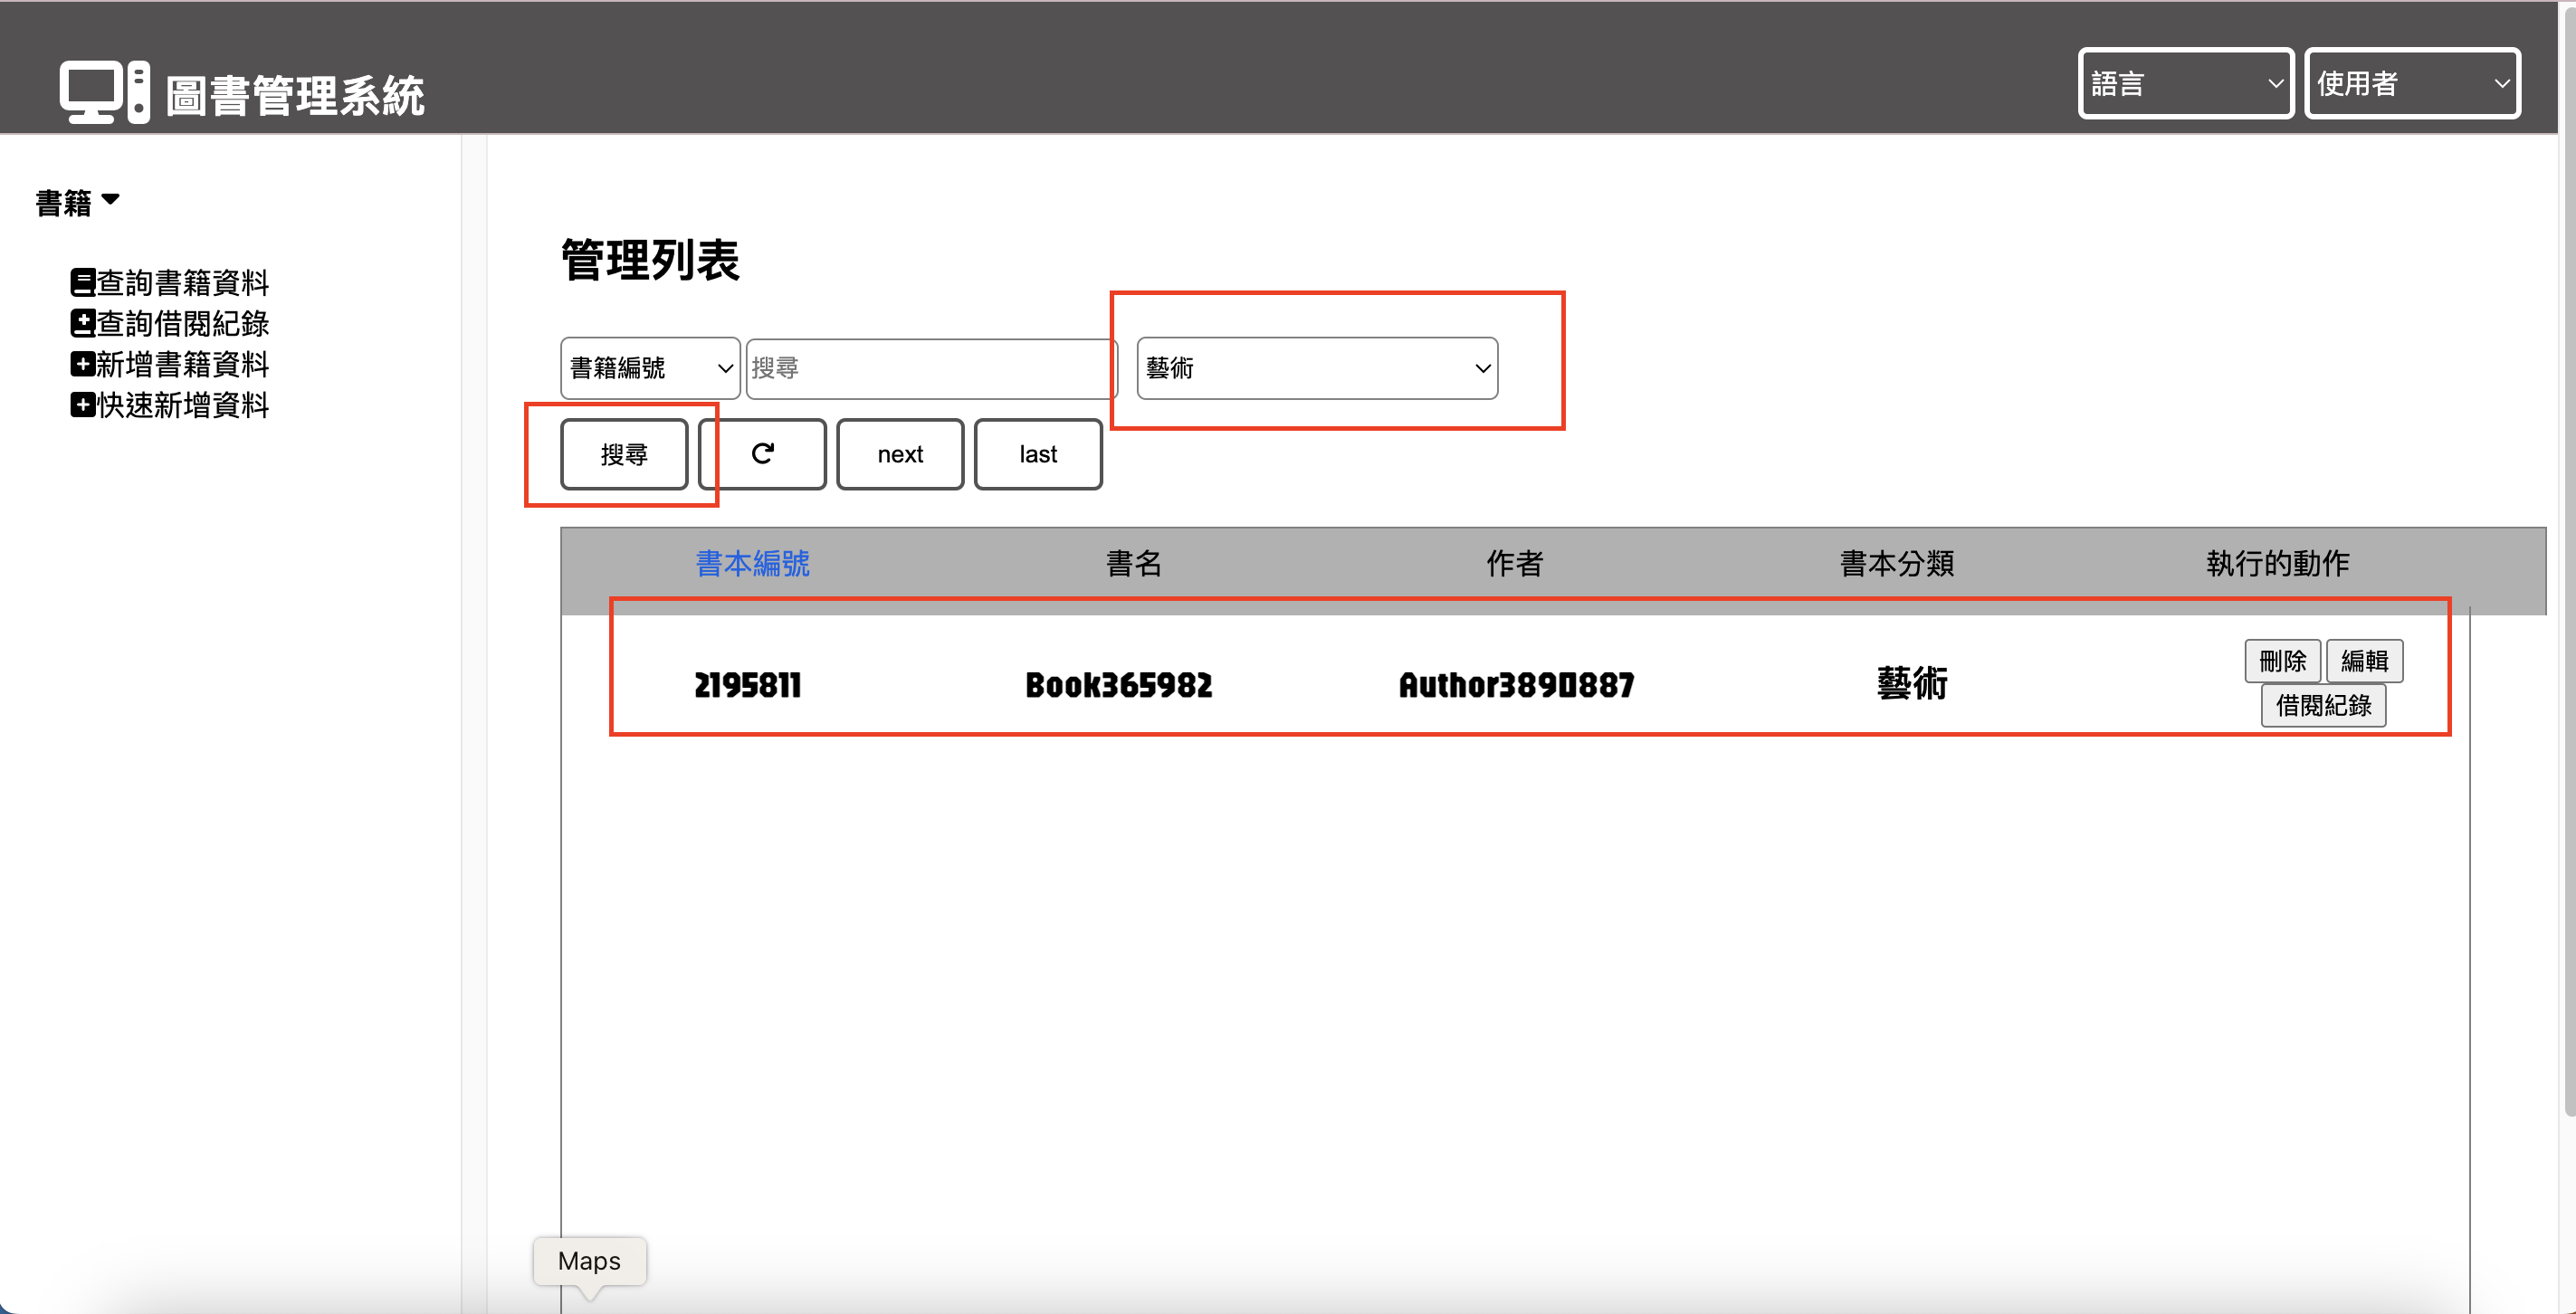 圖書管理系統
語言 使用者
書籍
查詢書籍資料
查詢借閱紀錄
新增書籍資料
快速新增資料
管理列表
書籍編號 搜尋 藝術
搜尋 next last
書本編號 書名 作者 書本分類 執行的動作
2195811 Book365982 Author3890887 藝術 刪除 編輯
借閱紀錄
Maps